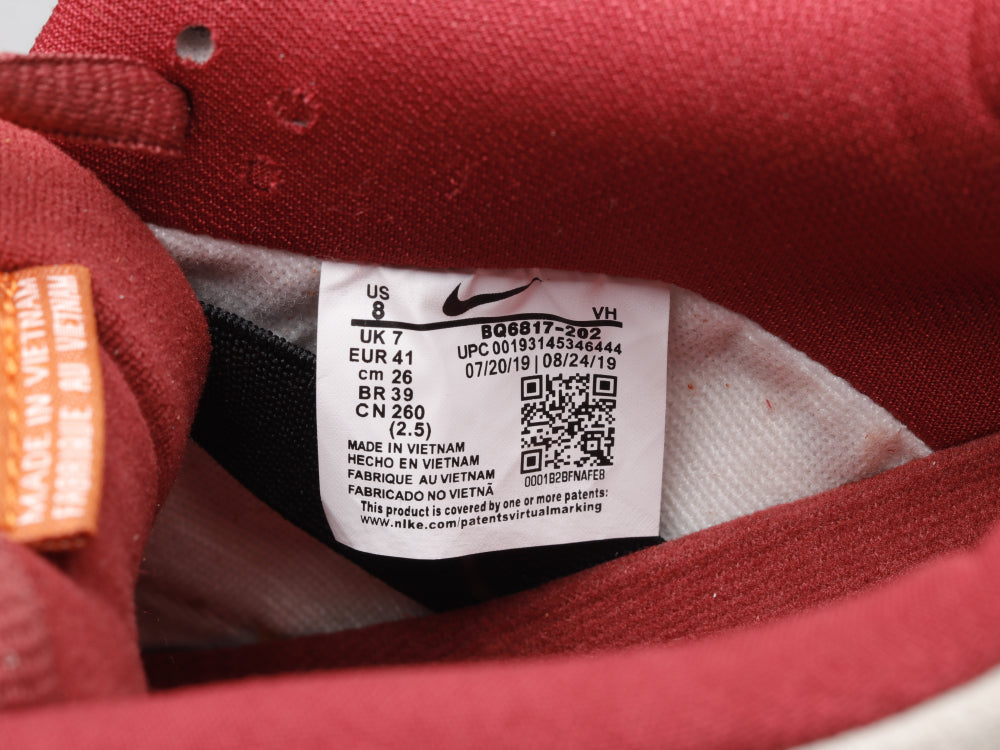 US
8
VH
BQ6817-202
UPC 00193145346444
07/20/19 | 08/24/19
UK 7
EUR 41
cm 26
BR 39
CN 260
(2.5)
MADE IN VIETNAM
HECHO EN VIETNAM
FABRIQUE AU VIETNAM
FABRICADO NO VIETNÃ
0001B2BFNAFE8
This product is covered by one or more patents:
www.nike.com/patentsvirtualmarking
MADE IN VIETNAM
FABRIQUE AU VIETNAM